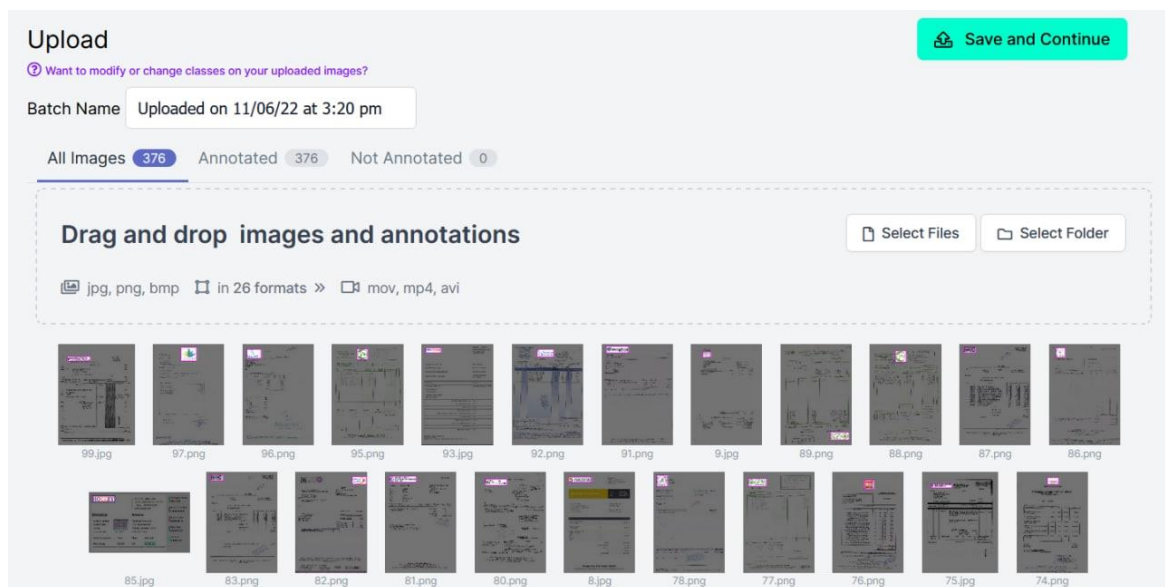 Upload
Save and Continue
Want to modify or change classes on your uploaded images?
Batch Name Uploaded on 11/06/22 at 3:20 pm
All Images 376 Annotated 376 Not Annotated 0
Drag and drop images and annotations
Select Files Select Folder
jpg, png, bmp in 26 formats » mov, mp4, avi
99.jpg 97.png 96.png 95.png 93.jpg 92.png 91.png 9.jpg 89.png 88.png 87.png 86.png
85.jpg 83.png 82.png 81.png 80.png 8.jpg 78.png 77.png 76.png 75.jpg 74.png